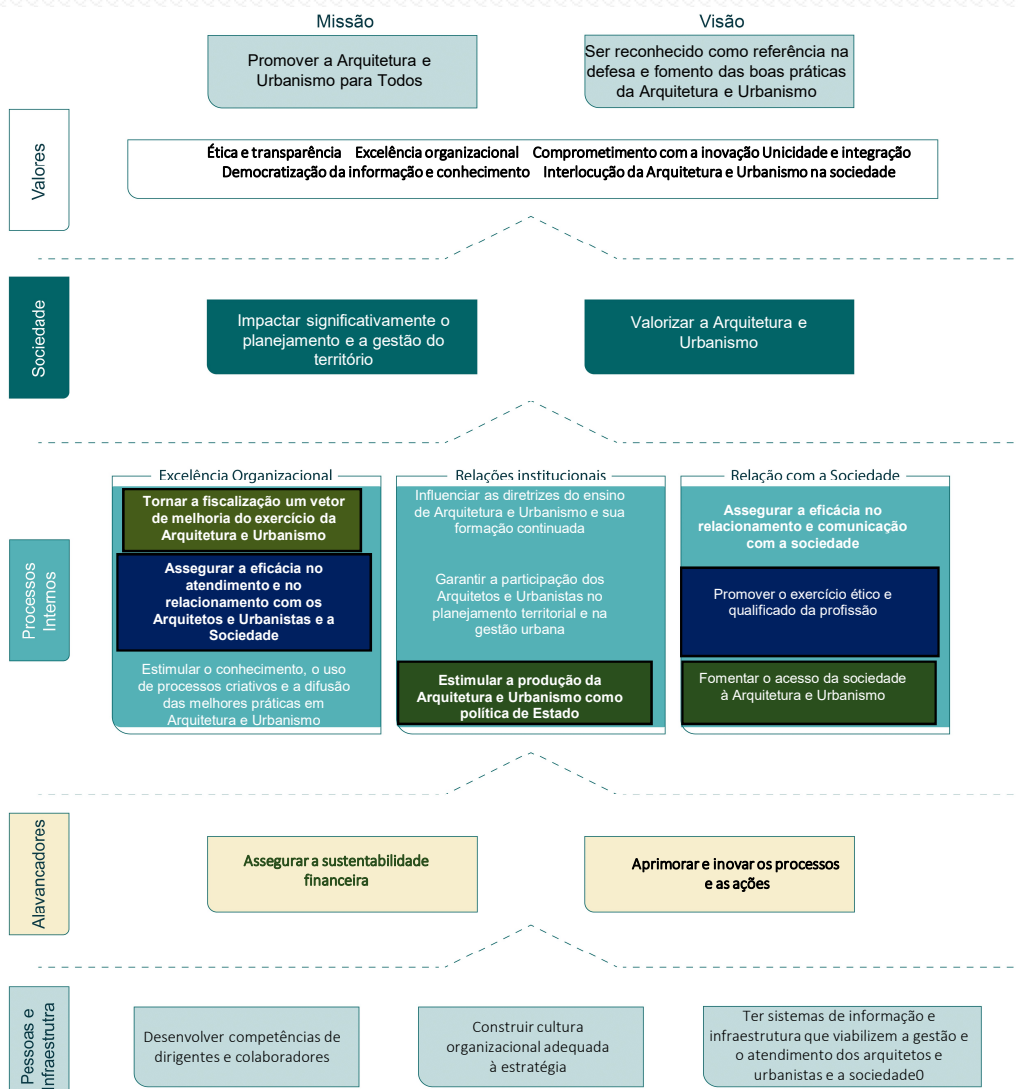 Missão
Promover a Arquitetura e
Urbanismo para Todos
Visão
Ser reconhecido como referência na
defesa e fomento das boas práticas
da Arquitetura e Urbanismo
Valores
Ética e transparência Excelência organizacional Comprometimento com a inovação Unicidade e integração
Democratização da informação e conhecimento Interlocução da Arquitetura e Urbanismo na sociedade
Sociedade
Impactar significativamente o
planejamento e a gestão do
território
Valorizar a Arquitetura e
Urbanismo
Processos
Internos
Excelência Organizacional
Tornar a fiscalização um vetor
de melhoria do exercício da
Arquitetura e Urbanismo
Assegurar a eficácia no
atendimento e no
relacionamento com os
Arquitetos e Urbanistas e a
Sociedade
Estimular o conhecimento, o uso
de processos criativos e a difusão
das melhores práticas em
Arquitetura e Urbanismo
Relações institucionais
Influenciar as diretrizes do ensino
de Arquitetura e Urbanismo e sua
formação continuada
Garantir a participação dos
Arquitetos e Urbanistas no
planejamento territorial e na
gestão urbana
Estimular a produção da
Arquitetura e Urbanismo como
política de Estado
Relação com a Sociedade
Assegurar a eficácia no
relacionamento e comunicação
com a sociedade
Promover o exercício ético e
qualificado da profissão
Fomentar o acesso da sociedade
à Arquitetura e Urbanismo
Alavancadores
Assegurar a sustentabilidade
financeira
Aprimorar e inovar os processos
e as ações
Pessoas e
Infraestrutra
Desenvolver competências de
dirigentes e colaboradores
Construir cultura
organizacional adequada
à estratégia
Ter sistemas de informação e
infraestrutura que viabilizem a gestão e
o atendimento dos arquitetos e
urbanistas e a sociedade0